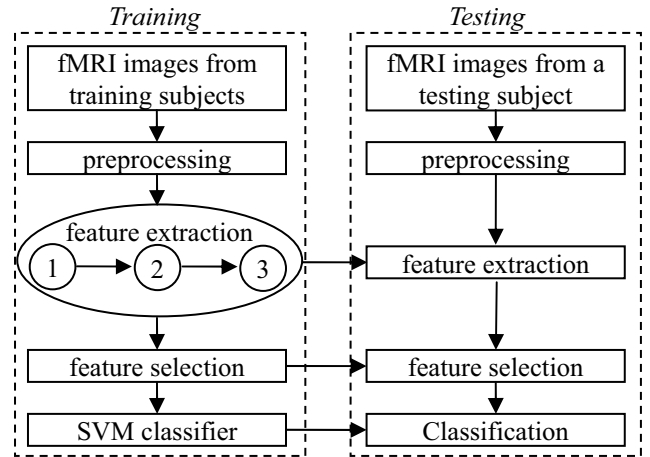 Training
fMRI images from
training subjects
preprocessing
feature extraction
1
2
3
feature selection
SVM classifier
Testing
fMRI images from a
testing subject
preprocessing
feature extraction
feature selection
Classification